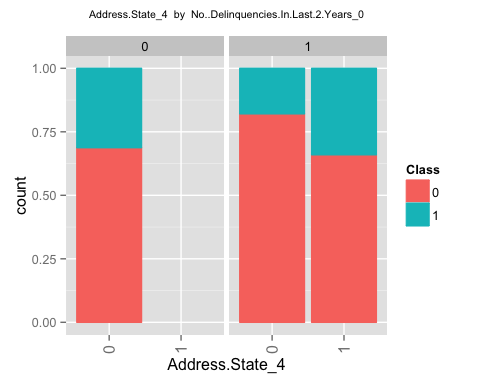 Address.State_4 by No..Delinquencies.In.Last.2.Years_0
0 1
1.00
0.75
0.50
0.25
0.00
count
0 1 0 1
Address.State_4
Class
0
1